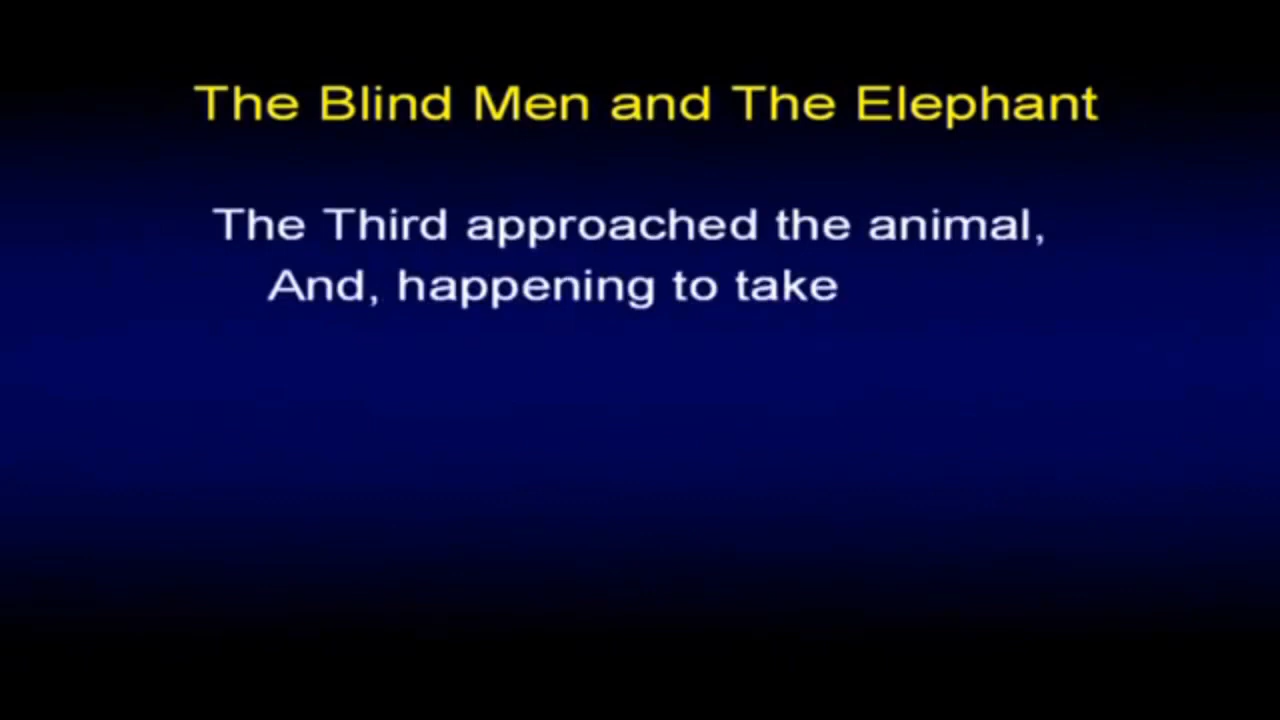 The Blind Men and The Elephant
The Third approached the animal,
And, happening to take